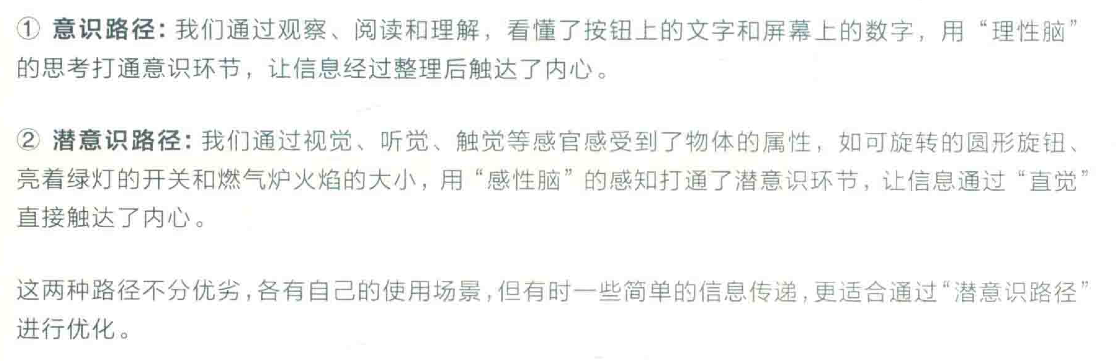 ① 意识路径：我们通过观察、阅读和理解，看懂了按钮上的文字和屏幕上的数字，用“理性脑”
的思考打通意识环节，让信息经过整理后触达了内心。
② 潜意识路径：我们通过视觉、听觉、触觉等感官感受到了物体的属性，如可旋转的圆形旋钮、
亮着绿灯的开关和燃气炉火焰的大小，用“感性脑”的感知打通了潜意识环节，让信息通过“直觉”
直接触达了内心。
这两种路径不分优劣，各有自己的使用场景，但有时一些简单的信息传递，更适合通过“潜意识路径”
进行优化。